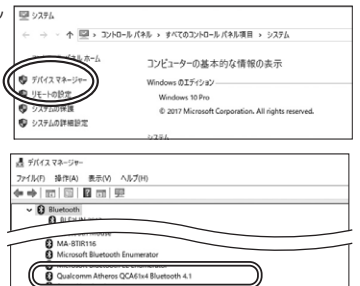 システム
コントロール パネル › すべてのコントロール パネル項目 › システム
ホーム
コンピューターの基本的な情報の表示
デバイス マネージャー
Windows のエディション
リモートの設定
Windows 10 Pro
システムの保護
© 2017 Microsoft Corporation. All rights reserved.
システムの詳細設定
システム
デバイス マネージャー
ファイル(F) 操作(A) 表示(V) ヘルプ(H)
Bluetooth
MA-BTIR116
Microsoft Bluetooth Enumerator
Microsoft Bluetooth LE Enumerator
Qualcomm Atheros QCA61x4 Bluetooth 4.1